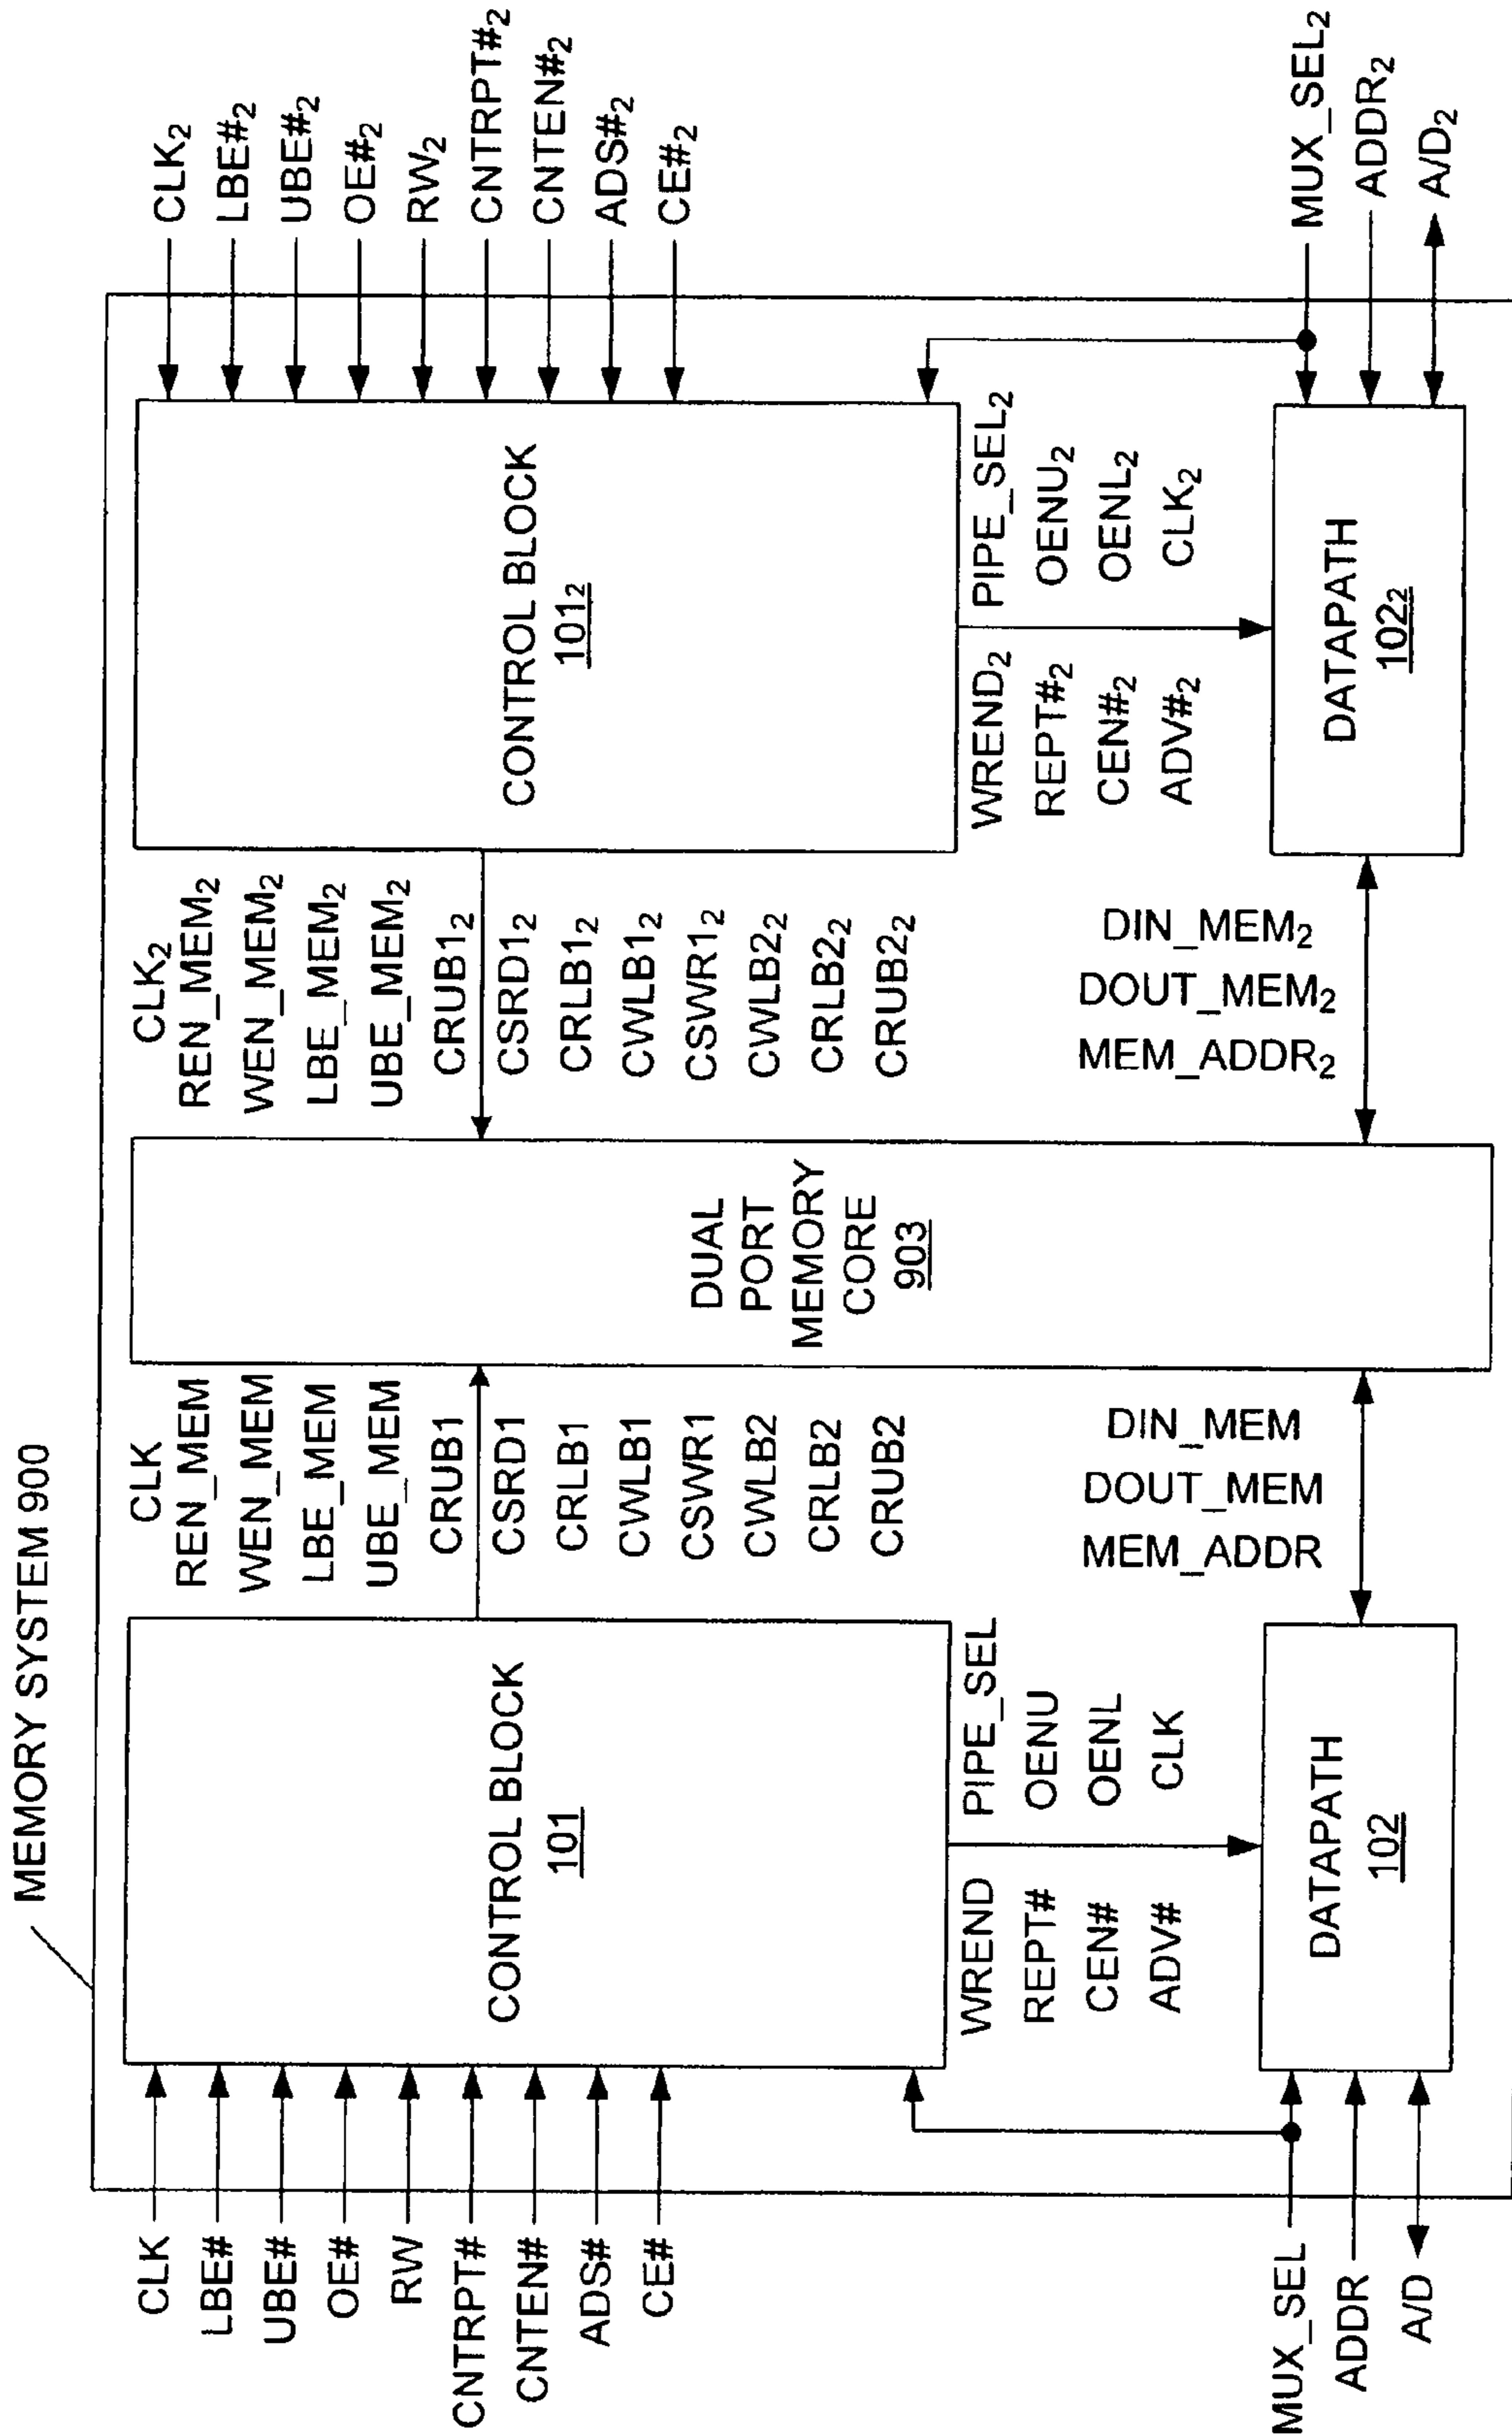 MEMORY SYSTEM 900
CLK
LBE#
UBE#
OE#
RW
CNTRPT#
CNTEN#
ADS#
CE#
MUX_SEL
ADDR
A/D
CONTROL BLOCK
101
WREND
REPT#
CEN#
ADV#
PIPE_SEL
OENU
OENL
CLK
DATAPATH
102
CLK
REN_MEM
WEN_MEM
LBE_MEM
UBE_MEM
CRUB1
CSRD1
CRLB1
CWLB1
CSWR1
CWLB2
CRLB2
CRUB2
DIN_MEM
DOUT_MEM
MEM_ADDR
DUAL
PORT
MEMORY
CORE
903
CLK₂
REN_MEM₂
WEN_MEM₂
LBE_MEM₂
UBE_MEM₂
CRUB1₂
CSRD1₂
CRLB1₂
CWLB1₂
CSWR1₂
CWLB2₂
CRLB2₂
CRUB2₂
DIN_MEM₂
DOUT_MEM₂
MEM_ADDR₂
CONTROL BLOCK
101₂
WREND₂
REPT#₂
CEN#₂
ADV#₂
PIPE_SEL₂
OENU₂
OENL₂
CLK₂
DATAPATH
102₂
CLK₂
LBE#₂
UBE#₂
OE#₂
RW₂
CNTRPT#₂
CNTEN#₂
ADS#₂
CE#₂
MUX_SEL₂
ADDR₂
A/D₂